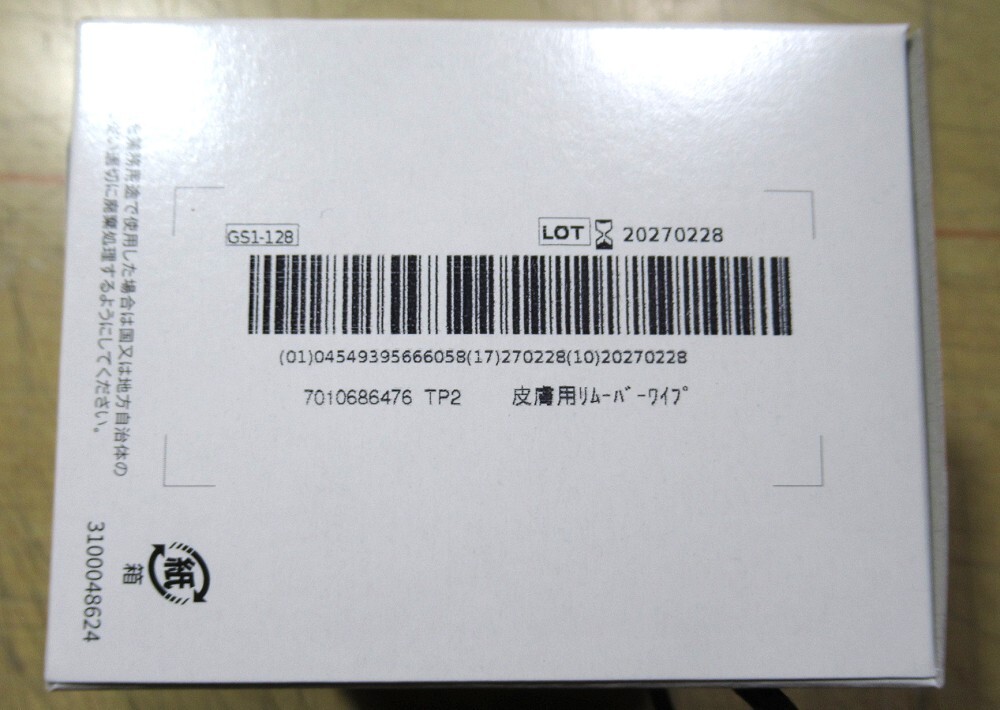 GS1-128
LOT 20270228
(01)04549395666058(17)270228(10)20270228
7010686476 TP2 皮膚用ﾘﾑｰﾊﾞｰﾜｲﾌﾟ
業務用途で使用した場合は国又は地方自治体の
適切に廃棄処理するようにしてください。
紙
箱
3100048624